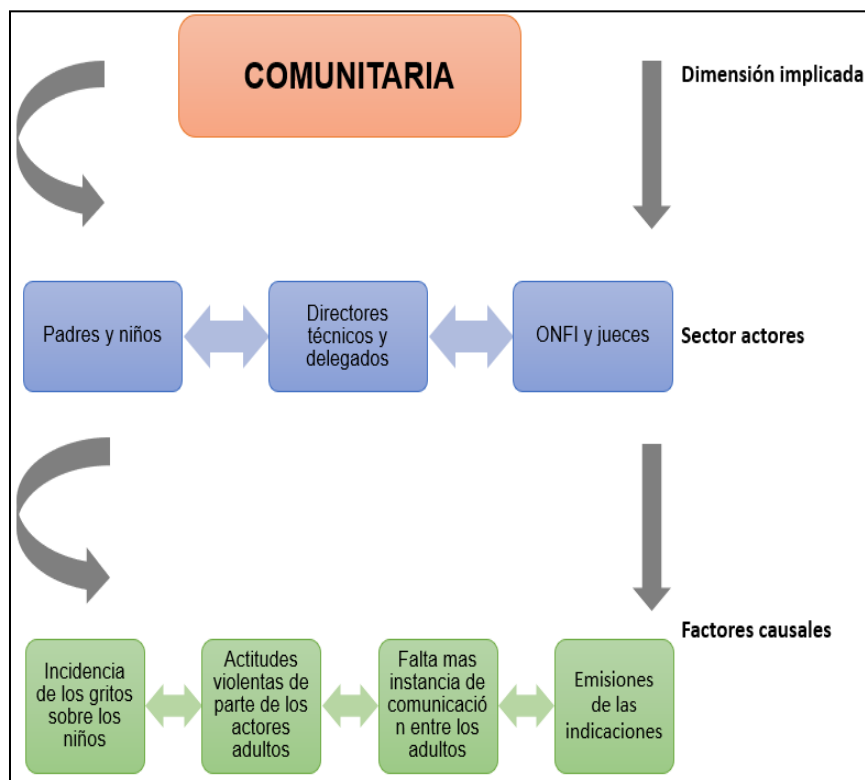 COMUNITARIA
Dimensión implicada
Padres y niños
Directores
técnicos y
delegados
ONFI y jueces
Sector actores
Factores causales
Incidencia
de los gritos
sobre los
niños
Actitudes
violentas de
parte de los
actores
adultos
Falta mas
instancia de
comunicació
n entre los
adultos
Emisiones
de las
indicaciones